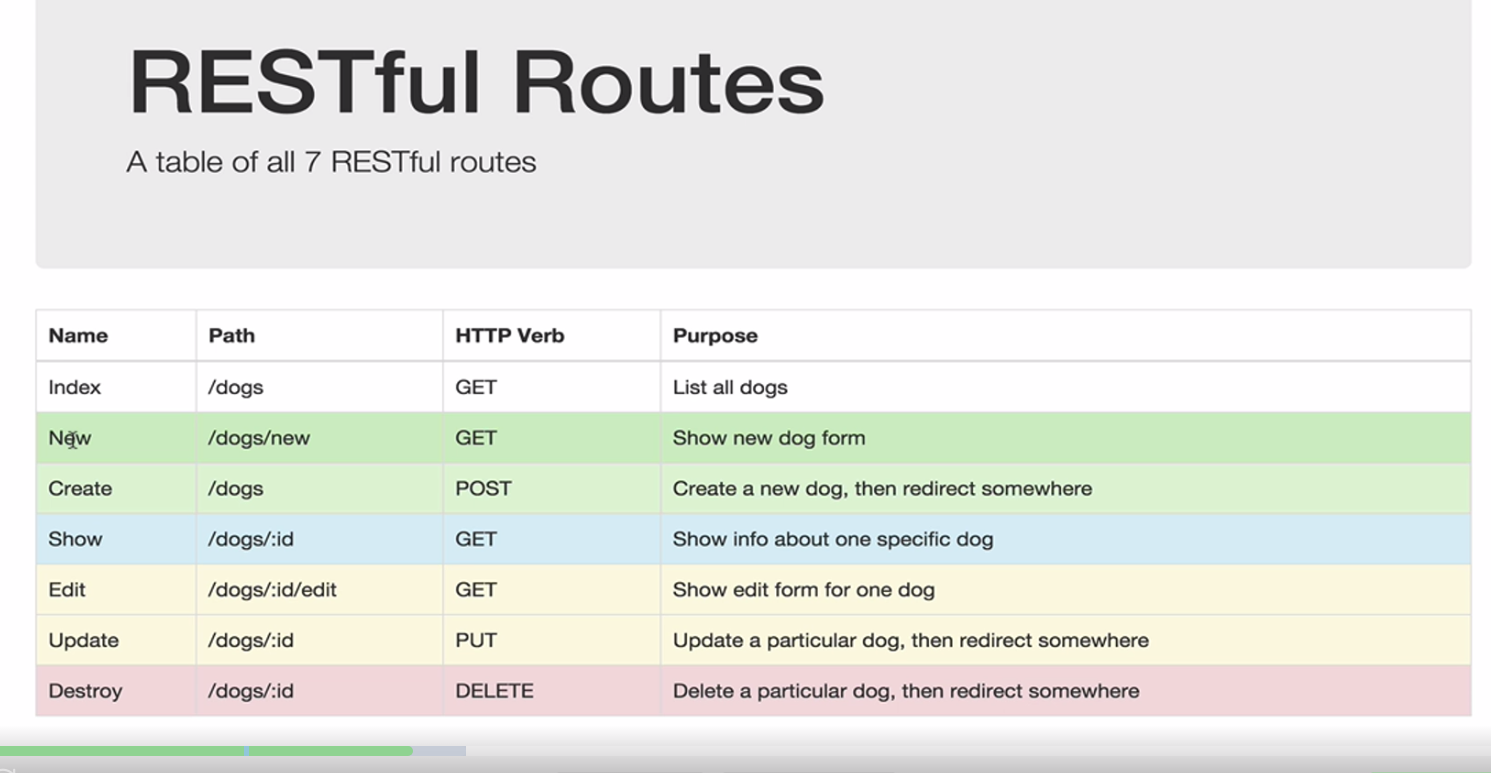 RESTful Routes
A table of all 7 RESTful routes
Name Path HTTP Verb Purpose
Index /dogs GET List all dogs
New /dogs/new GET Show new dog form
Create /dogs POST Create a new dog, then redirect somewhere
Show /dogs/:id GET Show info about one specific dog
Edit /dogs/:id/edit GET Show edit form for one dog
Update /dogs/:id PUT Update a particular dog, then redirect somewhere
Destroy /dogs/:id DELETE Delete a particular dog, then redirect somewhere